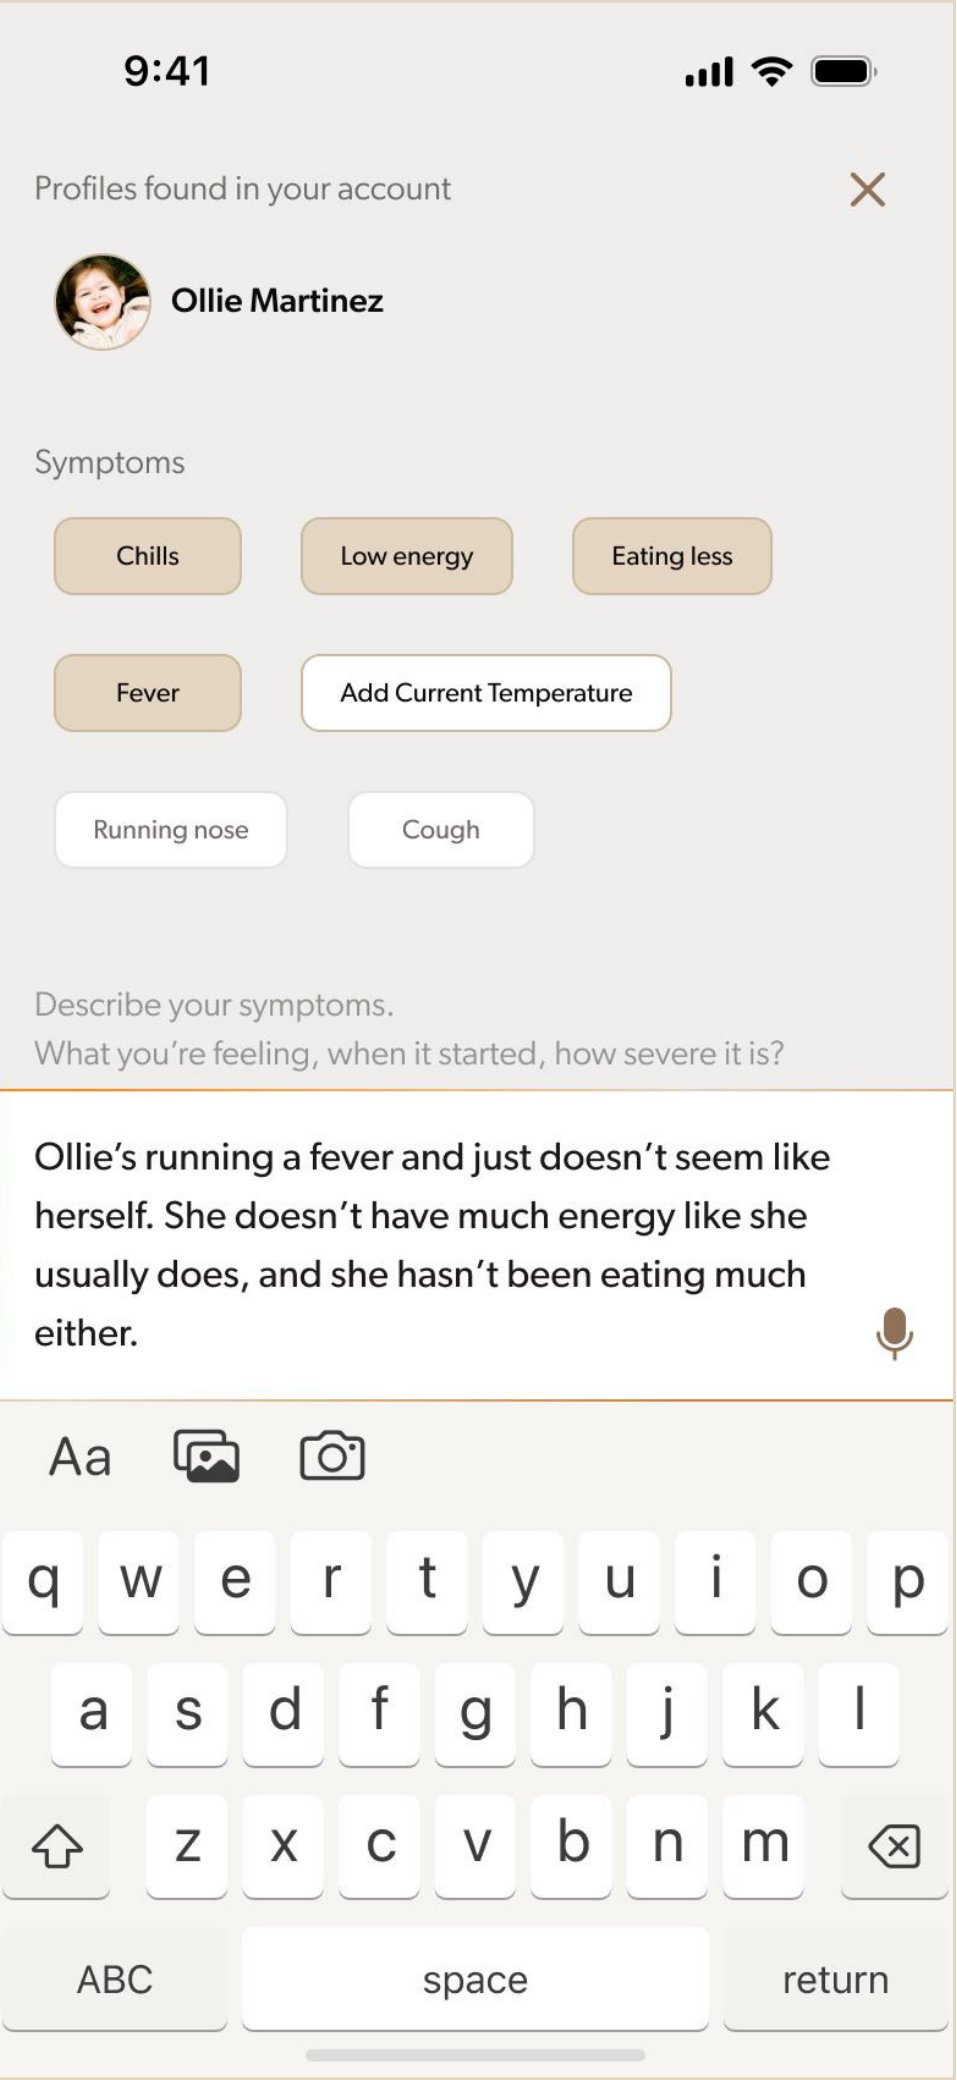 9:41
Profiles found in your account
Ollie Martinez
Symptoms
Chills Low energy Eating less
Fever Add Current Temperature
Running nose Cough
Describe your symptoms.
What you’re feeling, when it started, how severe it is?
Ollie’s running a fever and just doesn’t seem like
herself. She doesn’t have much energy like she
usually does, and she hasn’t been eating much
either.
Aa
q w e r t y u i o p
a s d f g h j k l
z x c v b n m
ABC space return